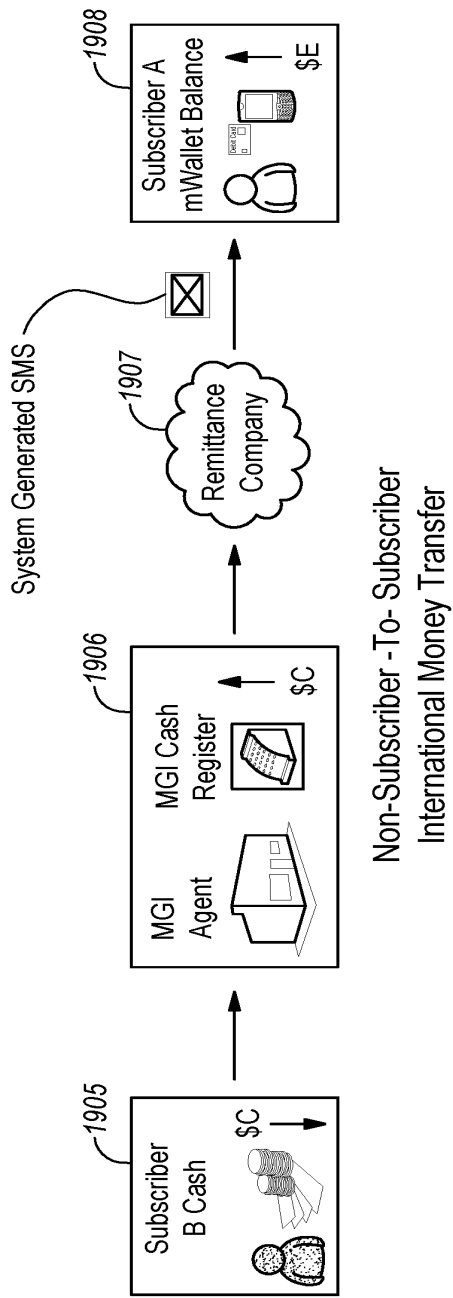 System Generated SMS
1905
Subscriber
B Cash
$C
1906
MGI
Agent
MGI Cash
Register
$C
1907
Remittance
Company
1908
Subscriber A
mWallet Balance
Debit Card
$E
Non-Subscriber -To- Subscriber
International Money Transfer